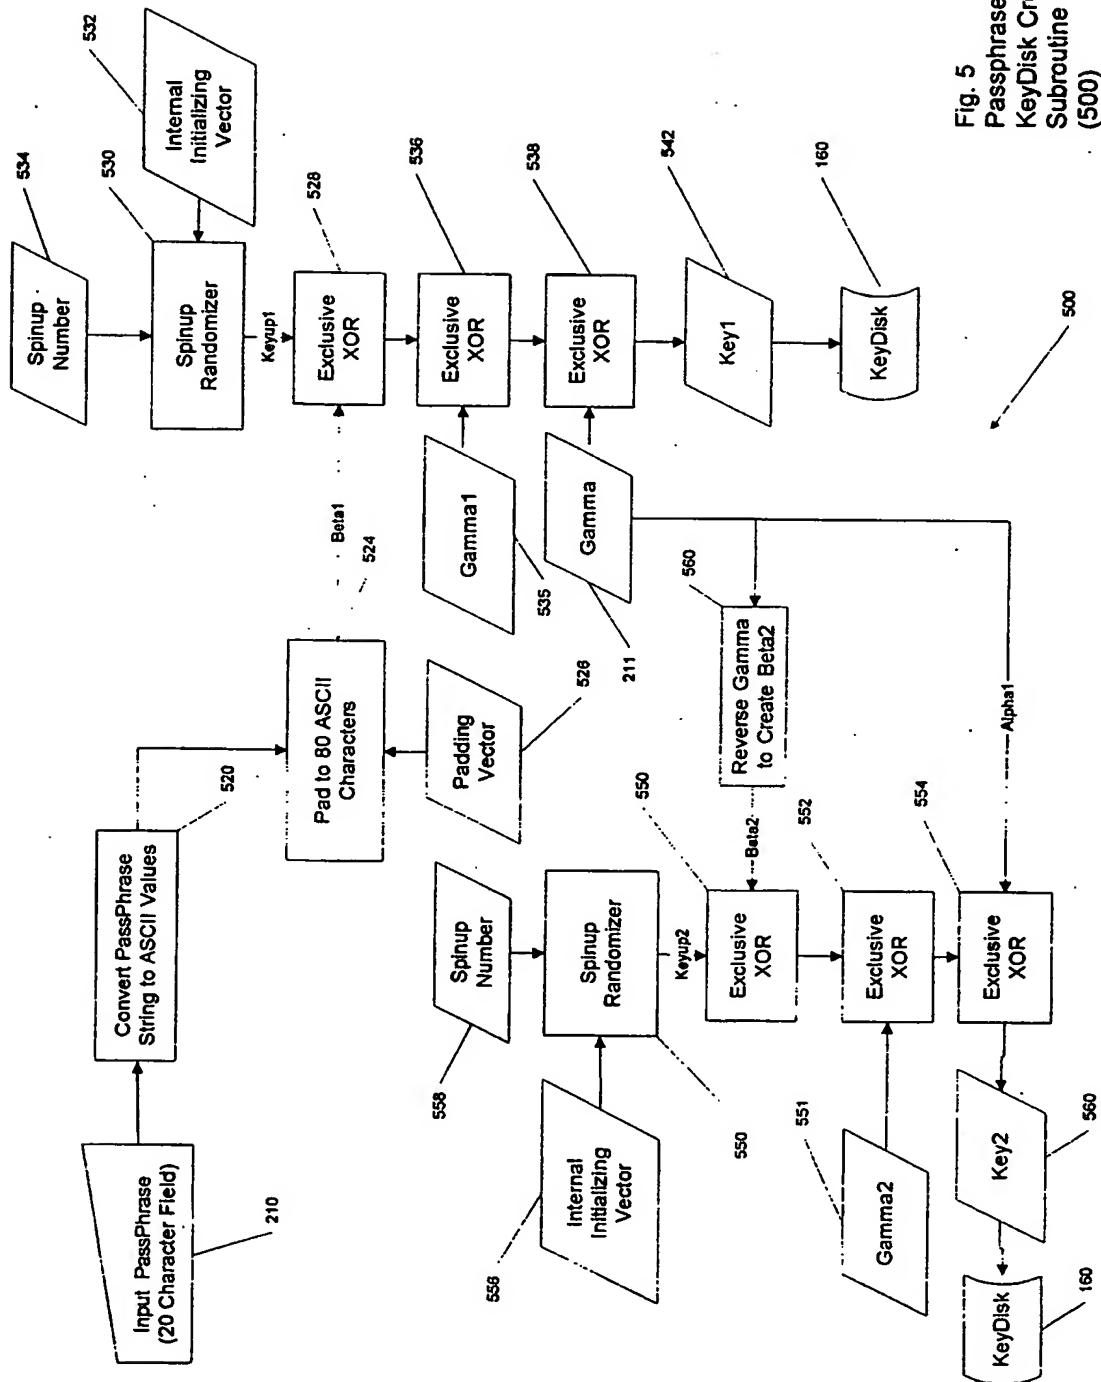 Input PassPhrase
(20 Character Field)
210
Convert PassPhrase
String to ASCII Values
520
Pad to 80 ASCII
Characters
524
Padding
Vector
526
Beta1
Spinup
Number
534
Spinup
Randomizer
530
Internal
Initializing
Vector
532
Keyup1
Exclusive
XOR
528
Gamma1
535
Exclusive
XOR
536
Gamma
211
Exclusive
XOR
538
Key1
542
KeyDisk
160
Spinup
Number
558
Internal
Initializing
Vector
556
Spinup
Randomizer
550
Keyup2
Reverse Gamma
to Create Beta2
560
Beta2
Exclusive
XOR
550
Gamma2
551
Exclusive
XOR
552
Alpha1
Exclusive
XOR
554
Key2
560
KeyDisk
160
500
Fig. 5
Passphrase
KeyDisk
Subroutine
(500)